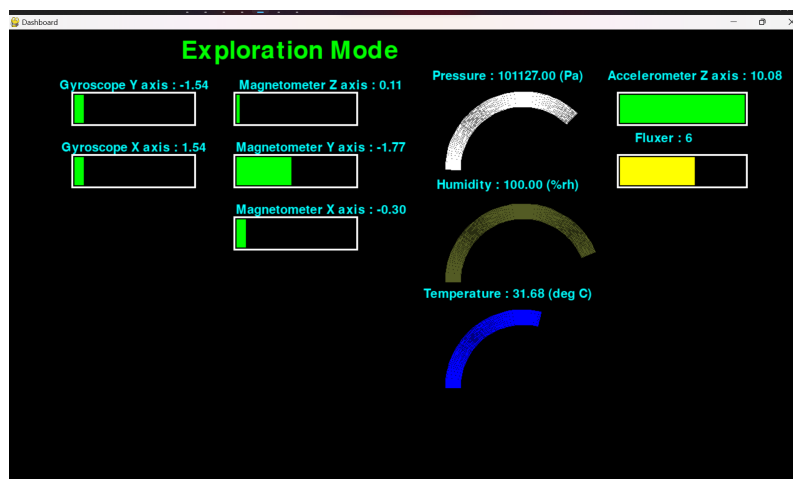 Dashboard
Exploration Mode
Gyroscope Y axis : -1.54
Magnetometer Z axis : 0.11
Pressure : 101127.00 (Pa)
Accelerometer Z axis : 10.08
Fluxer : 6
Gyroscope X axis : 1.54
Magnetometer Y axis : -1.77
Humidity : 100.00 (%rh)
Magnetometer X axis : -0.30
Temperature : 31.68 (deg C)